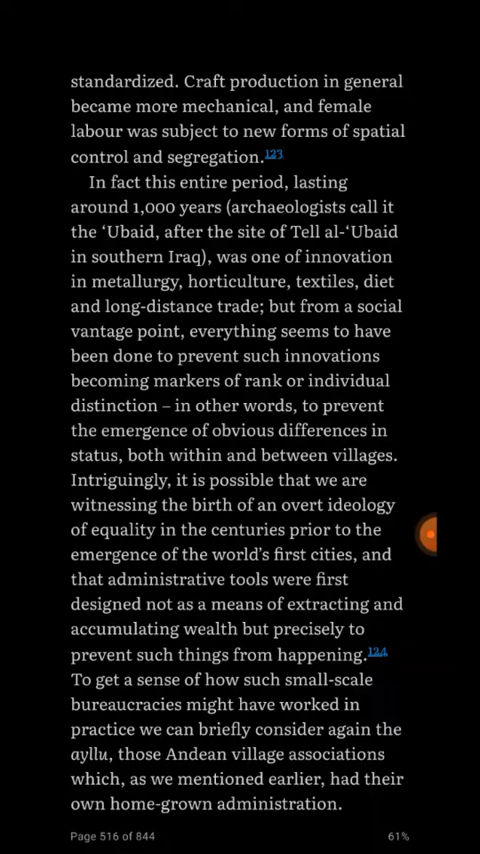 standardized. Craft production in general
became more mechanical, and female
labour was subject to new forms of spatial
control and segregation.123
In fact this entire period, lasting
around 1,000 years (archaeologists call it
the ‘Ubaid, after the site of Tell al-‘Ubaid
in southern Iraq), was one of innovation
in metallurgy, horticulture, textiles, diet
and long-distance trade; but from a social
vantage point, everything seems to have
been done to prevent such innovations
becoming markers of rank or individual
distinction – in other words, to prevent
the emergence of obvious differences in
status, both within and between villages.
Intriguingly, it is possible that we are
witnessing the birth of an overt ideology
of equality in the centuries prior to the
emergence of the world’s first cities, and
that administrative tools were first
designed not as a means of extracting and
accumulating wealth but precisely to
prevent such things from happening.124
To get a sense of how such small-scale
bureaucracies might have worked in
practice we can briefly consider again the
ayllu, those Andean village associations
which, as we mentioned earlier, had their
own home-grown administration.
Page 516 of 844 61%